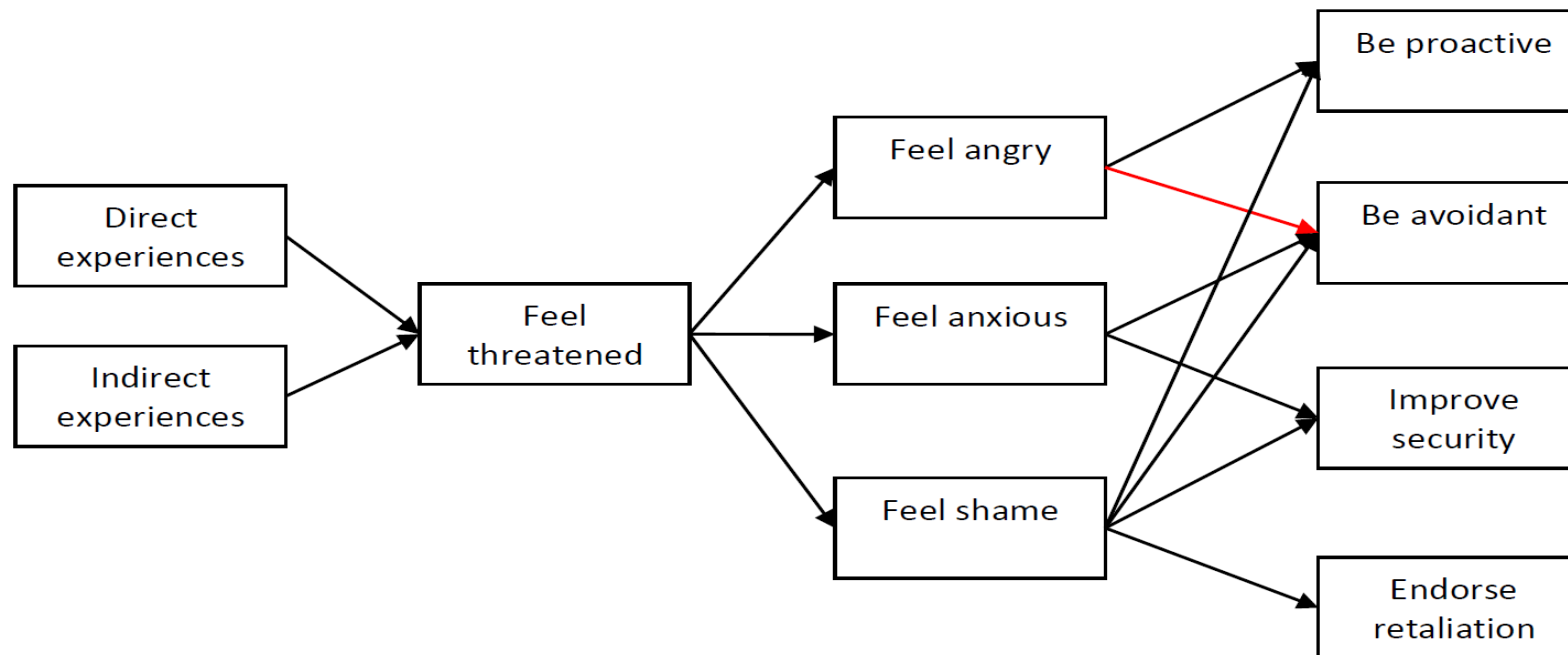 Direct
experiences
Indirect
experiences
Feel
threatened
Feel angry
Feel anxious
Feel shame
Be proactive
Be avoidant
Improve
security
Endorse
retaliation